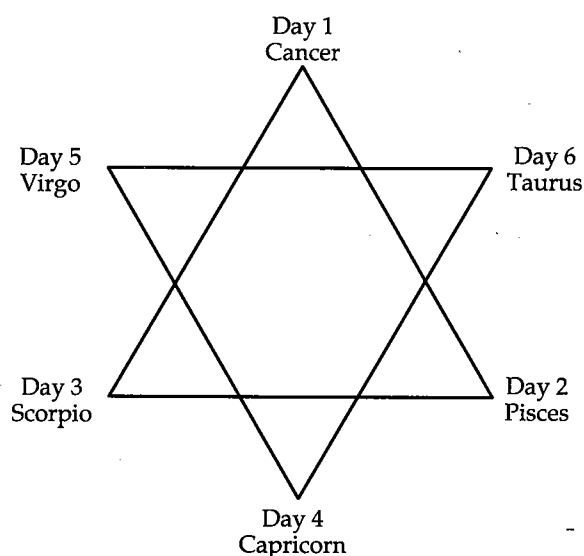 Day 1
Cancer
Day 5
Virgo
Day 6
Taurus
Day 3
Scorpio
Day 2
Pisces
Day 4
Capricorn